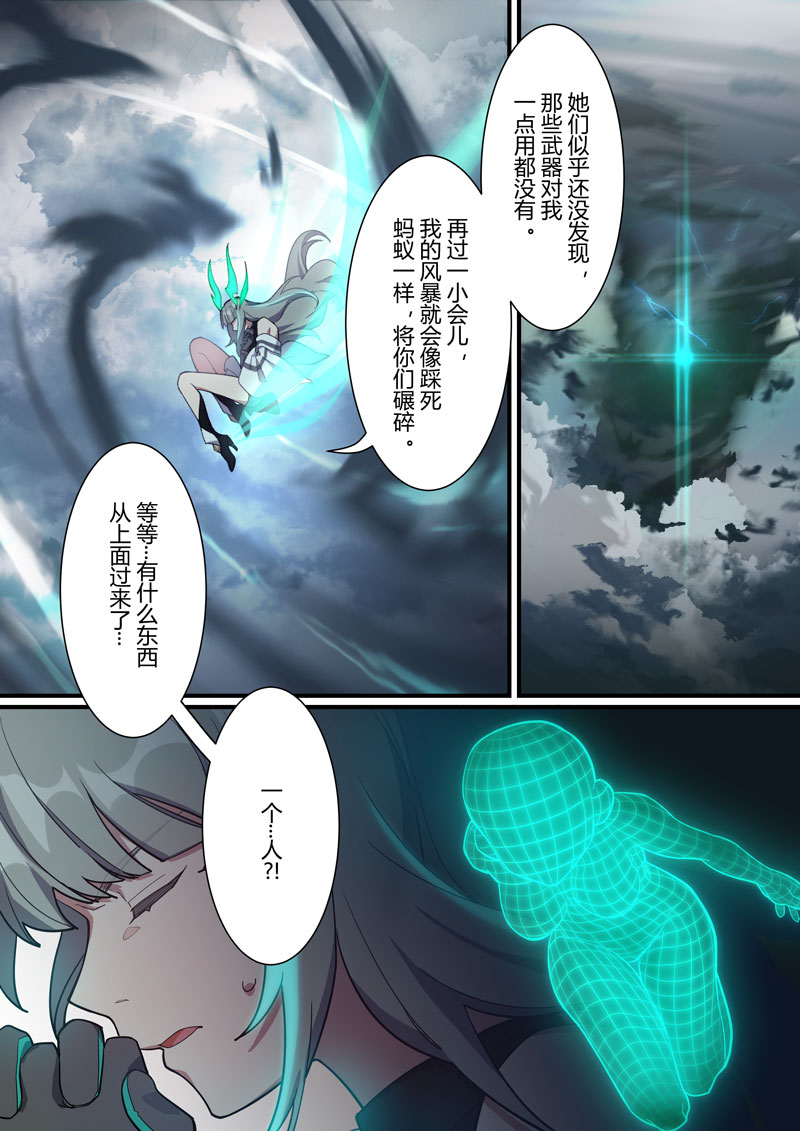 她们似乎还没发现，
那些武器对我
一点用都没有。
再过一小会儿，
我的风暴就会像踩死
蚂蚁一样，将你们碾碎。
等等…有什么东西
从上面过来了…
一个…人?!